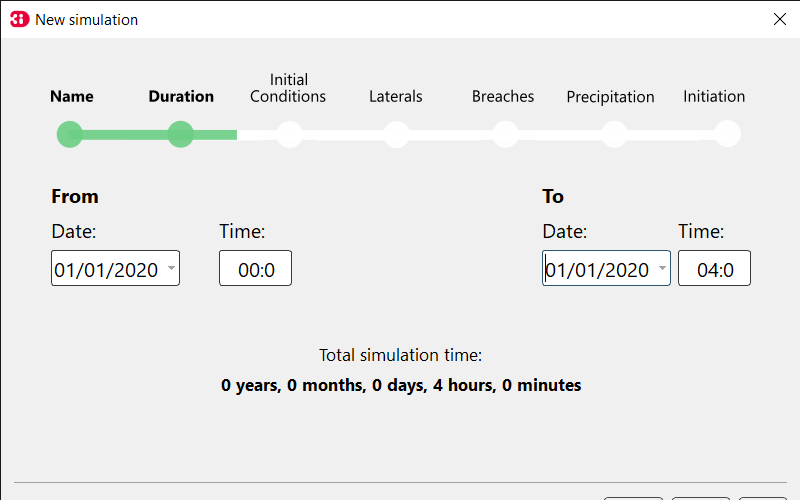 New simulation
Initial
Name Duration Conditions Laterals Breaches Precipitation Initiation
From To
Date: Time: Date: Time:
01/01/2020 00:0 01/01/2020 04:0
Total simulation time:
0 years, 0 months, 0 days, 4 hours, 0 minutes